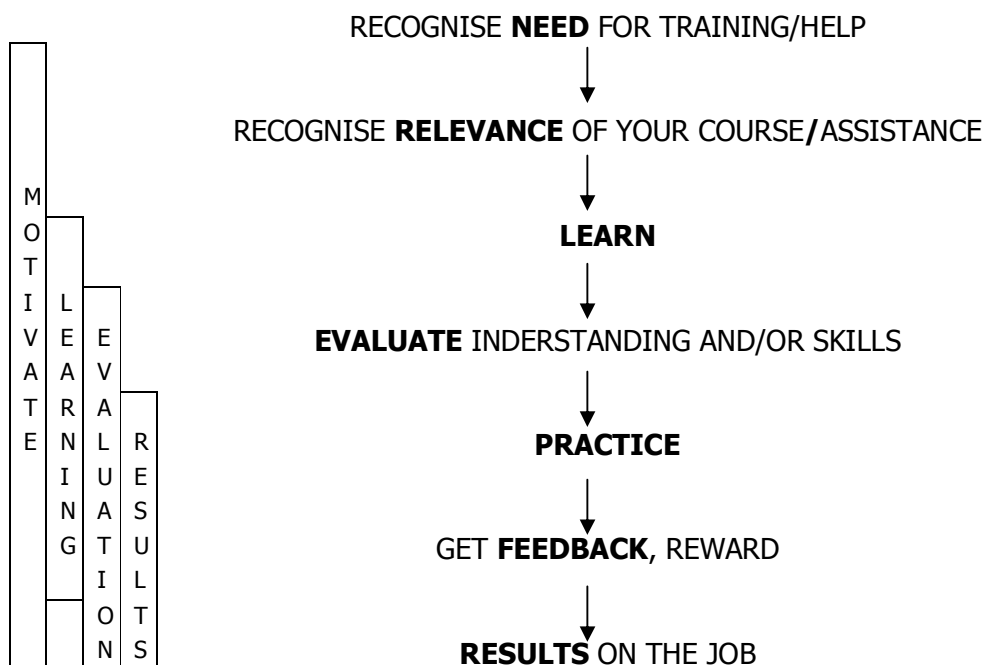 RECOGNISE NEED FOR TRAINING/HELP
RECOGNISE RELEVANCE OF YOUR COURSE/ASSISTANCE
LEARN
EVALUATE INDERSTANDING AND/OR SKILLS
PRACTICE
GET FEEDBACK, REWARD
RESULTS ON THE JOB
MOTIVATE
LEARNING
EVALUATION
RESULTS